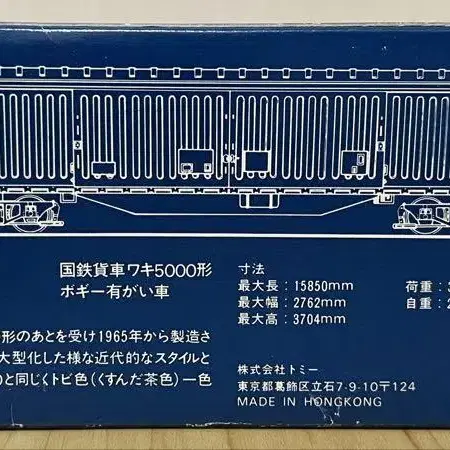 国鉄貨車ワキ5000形
ボギー有がい車
形のあとを受け1965年から製造さ
大型化した様な近代的なスタイルと
0と同じくトビ色(くすんだ茶色)一色
寸法
最大長:15850mm
最大幅:2762mm
最大高:3704mm
荷重:3
自重:2
株式会社トミー
東京都葛飾区立石7-9-10〒124
MADE IN HONGKONG